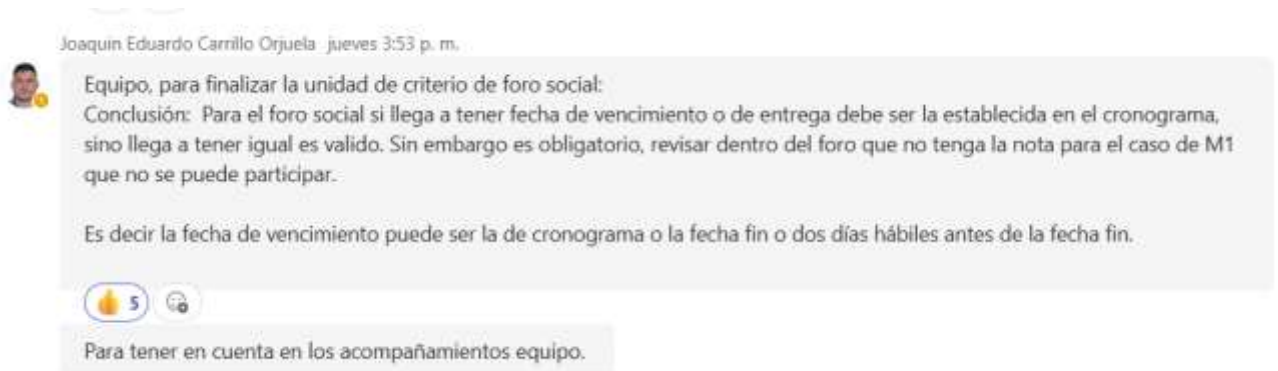 Joaquin Eduardo Carrillo Orjuela jueves 3:53 p. m.
Equipo, para finalizar la unidad de criterio de foro social:
Conclusión: Para el foro social si llega a tener fecha de vencimiento o de entrega debe ser la establecida en el cronograma,
sino llega a tener igual es valido. Sin embargo es obligatorio, revisar dentro del foro que no tenga la nota para el caso de M1
que no se puede participar.
Es decir la fecha de vencimiento puede ser la de cronograma o la fecha fin o dos días hábiles antes de la fecha fin.
5
Para tener en cuenta en los acompañamientos equipo.